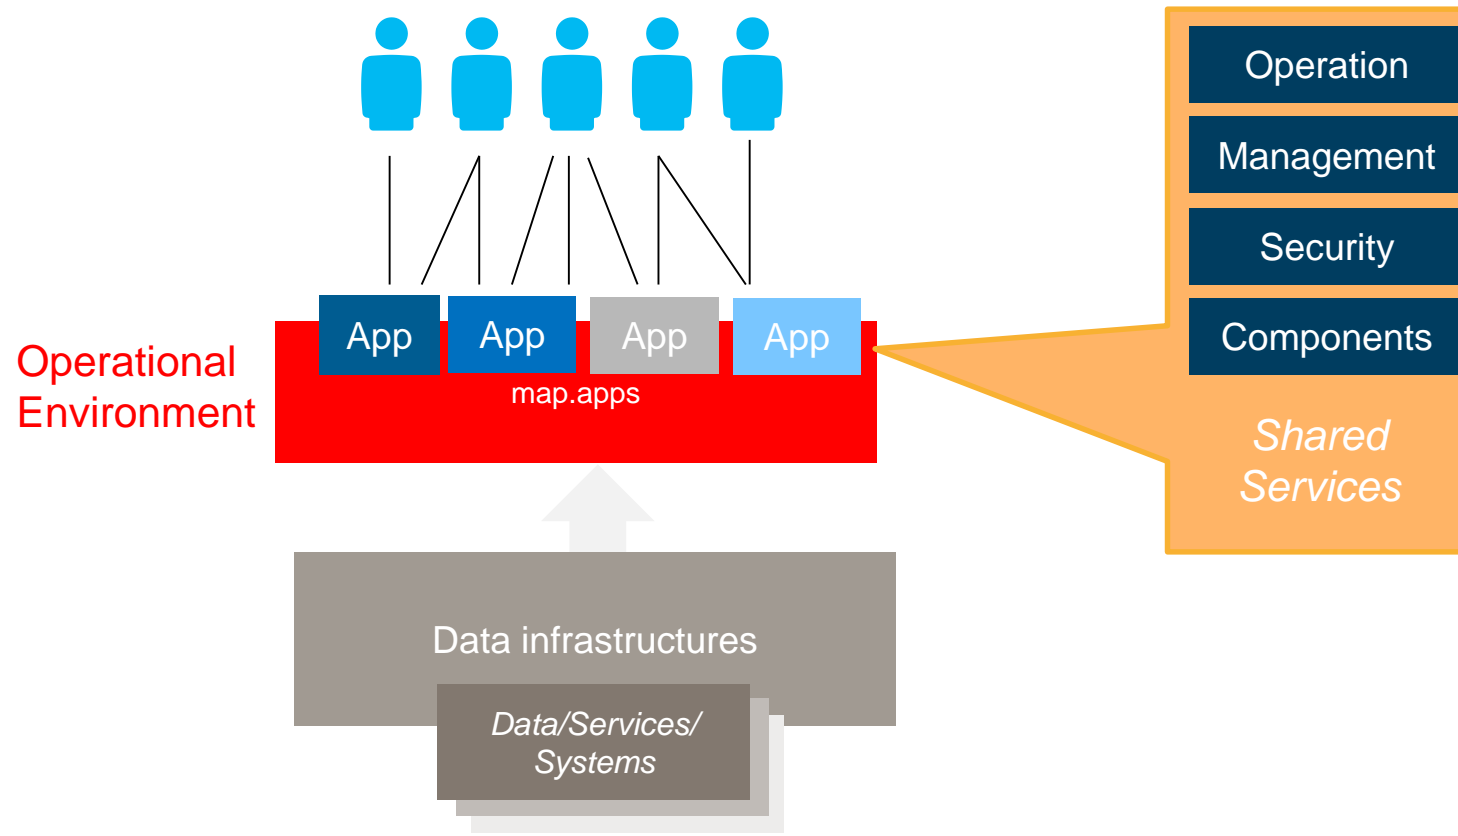 Operation
Management
Security
Components
Shared
Services
App
App
App
App
map.apps
Operational
Environment
Data infrastructures
Data/Services/
Systems